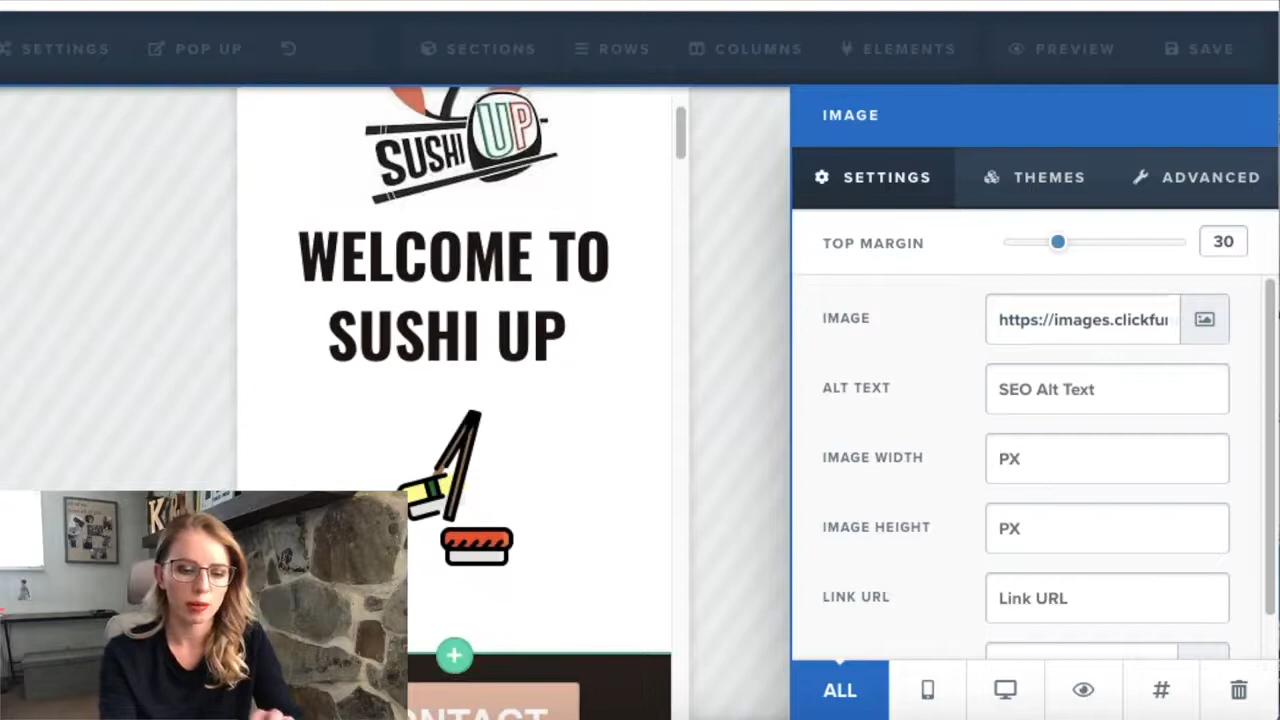 SETTINGS POP UP SECTIONS ROWS COLUMNS ELEMENTS PREVIEW SAVE
SUSHI UP
WELCOME TO
SUSHI UP
IMAGE
SETTINGS THEMES ADVANCED
TOP MARGIN 30
IMAGE https://images.clickfu
ALT TEXT SEO Alt Text
IMAGE WIDTH PX
IMAGE HEIGHT PX
LINK URL Link URL
ALL #